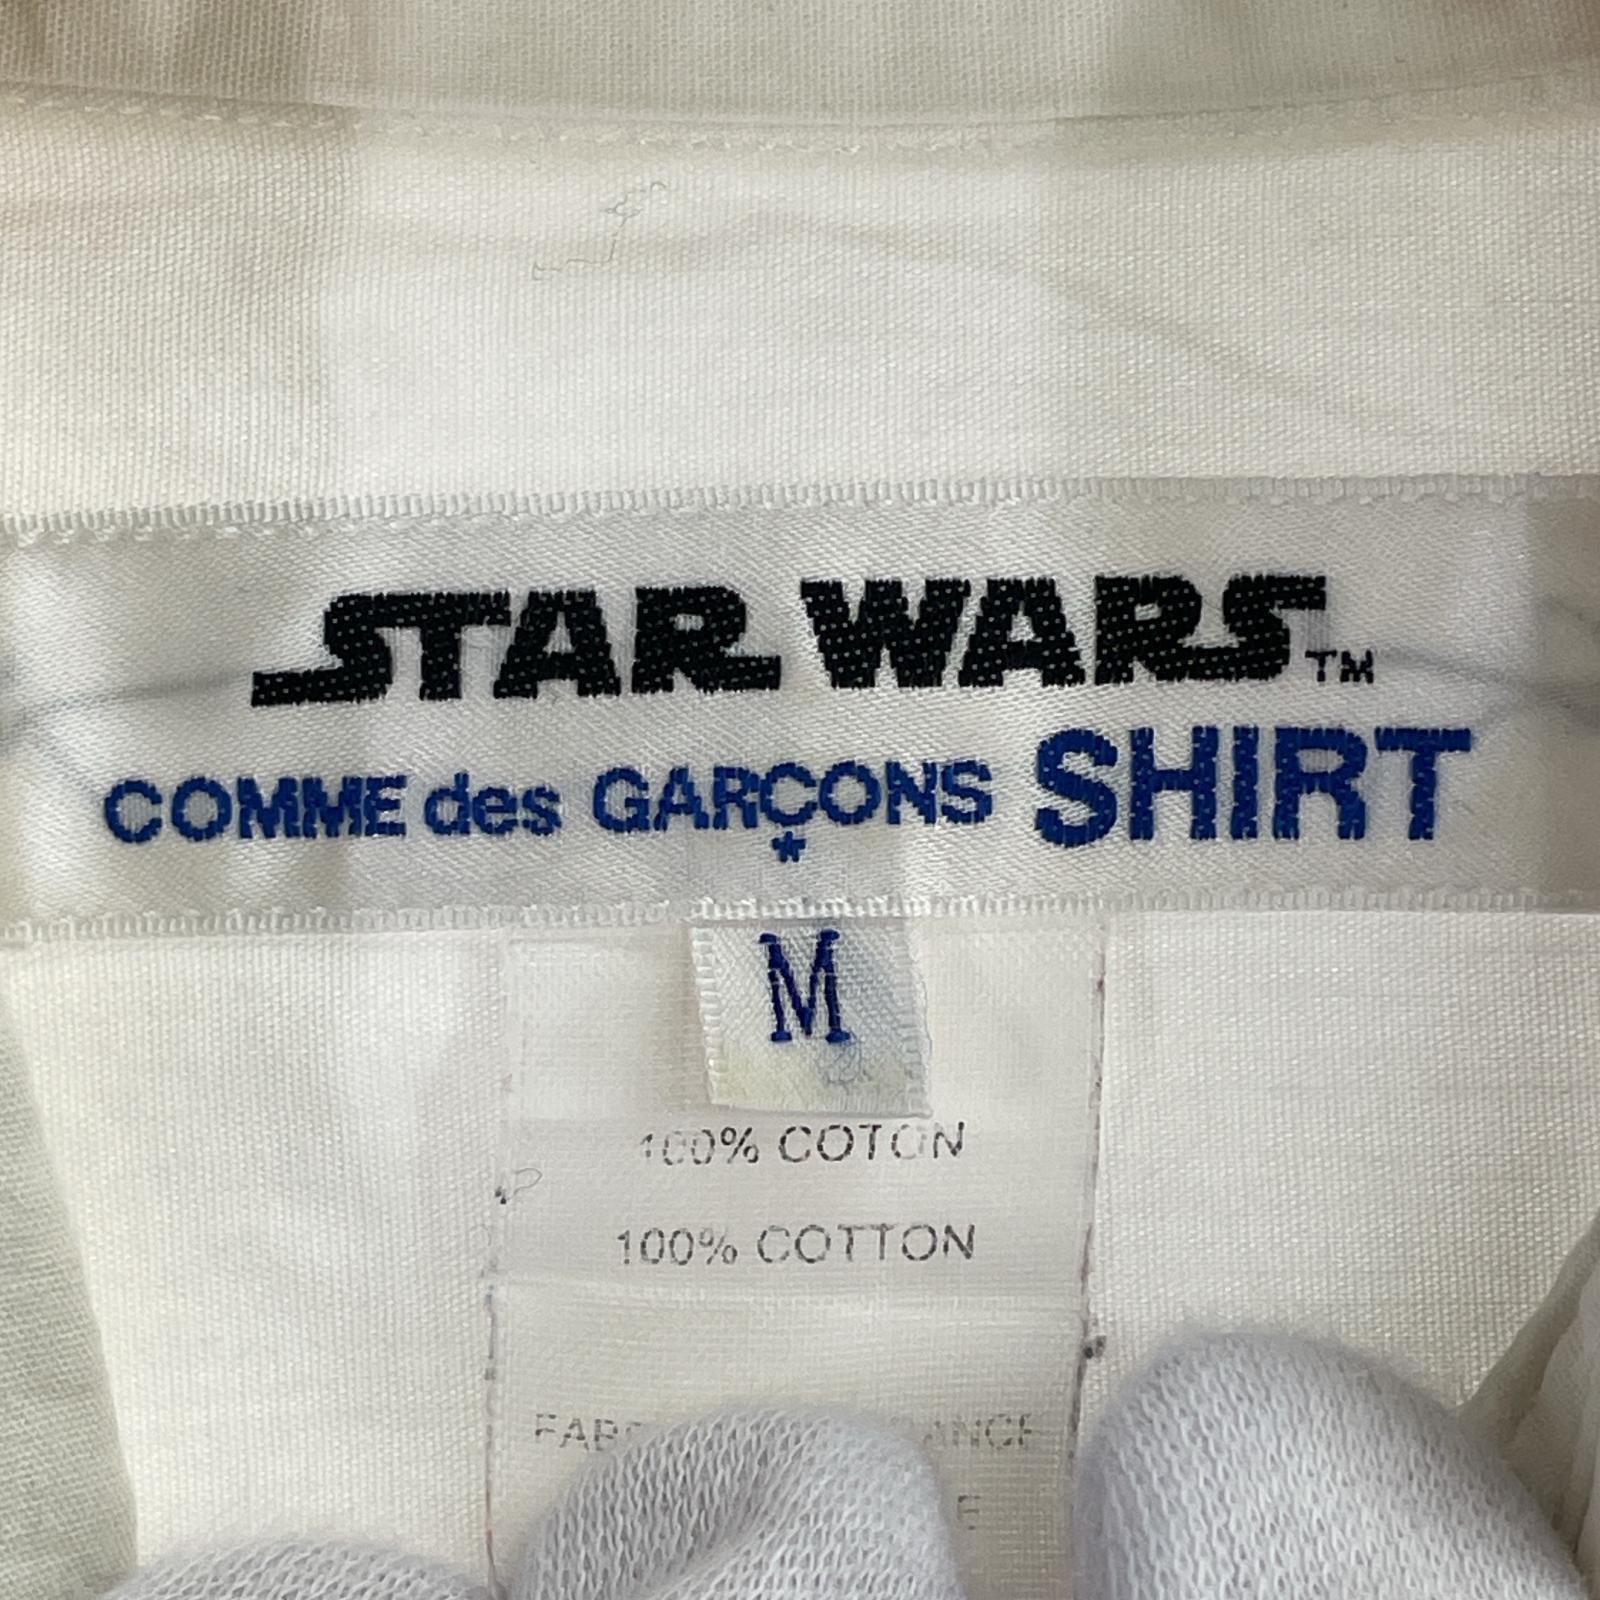 STAR WARS™
COMME des GARÇONS SHIRT
M
100% COTON
100% COTTON